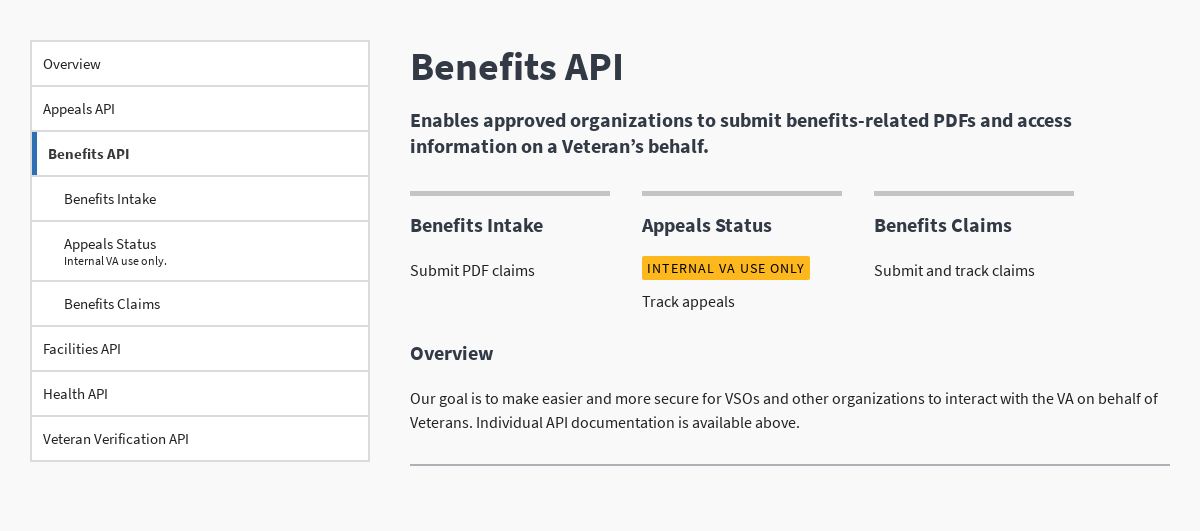 Overview
Appeals API
Benefits API
Benefits Intake
Appeals Status
Internal VA use only.
Benefits Claims
Facilities API
Health API
Veteran Verification API
Benefits API
Enables approved organizations to submit benefits-related PDFs and access
information on a Veteran’s behalf.
Benefits Intake
Submit PDF claims
Appeals Status
INTERNAL VA USE ONLY
Track appeals
Benefits Claims
Submit and track claims
Overview
Our goal is to make easier and more secure for VSOs and other organizations to interact with the VA on behalf of
Veterans. Individual API documentation is available above.